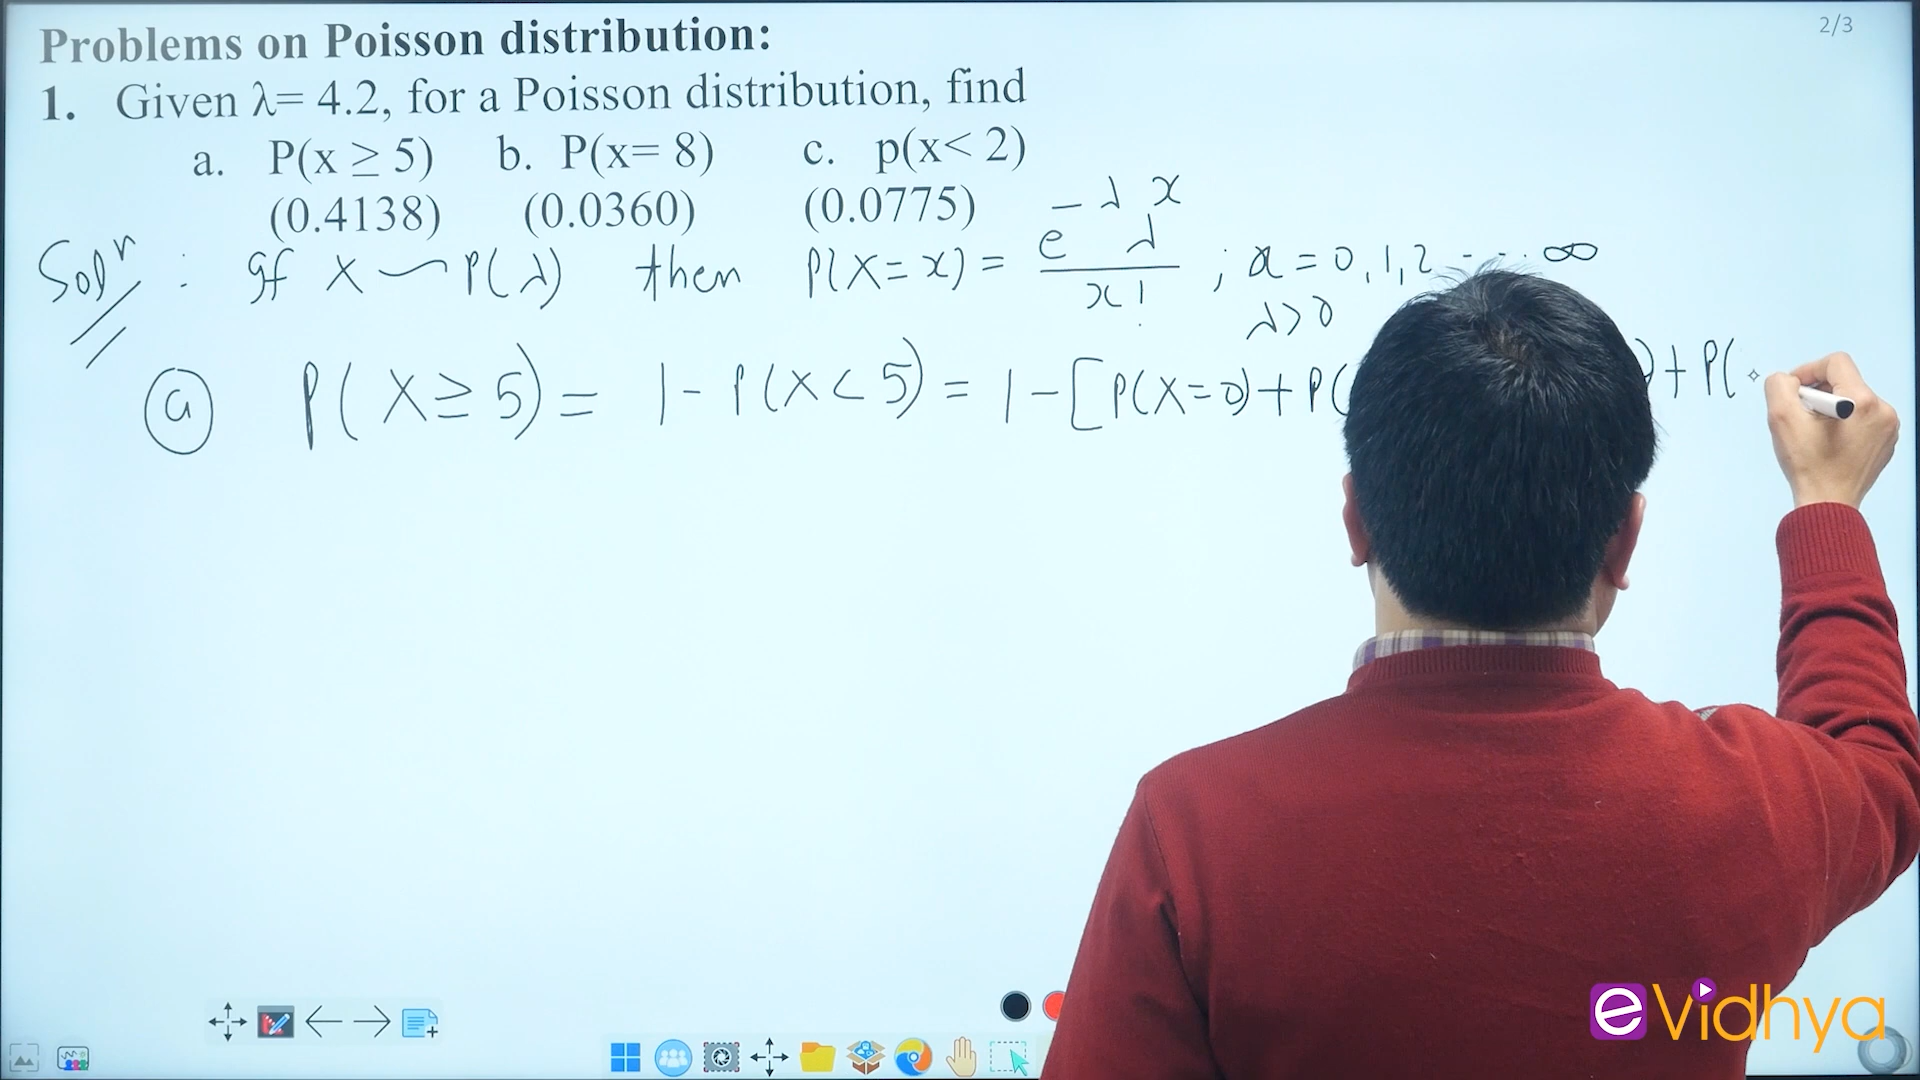 2/3
Problems on Poisson distribution:
1. Given λ= 4.2, for a Poisson distribution, find
a. P(x ≥ 5) b. P(x= 8) c. p(x< 2)
(0.4138) (0.0360) (0.0775)
Solⁿ : If X ~ P(λ) then P(X=x) = e^-λ λ^x / x! ; x = 0, 1, 2 --- ∞
λ>0
a P(X≥5) = 1- P(X<5) = 1-[P(X=0)+P( )+P(
eVidhya